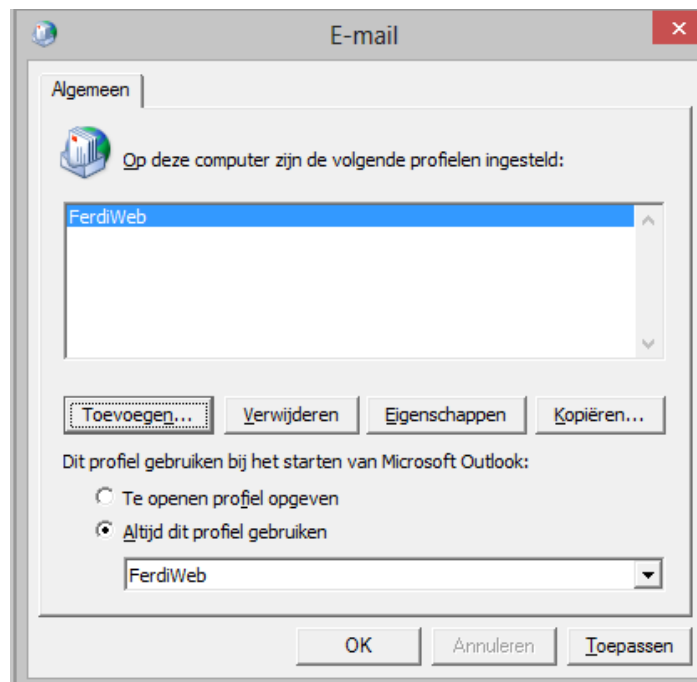 E-mail
Algemeen
Op deze computer zijn de volgende profielen ingesteld:
FerdiWeb
Toevoegen... Verwijderen Eigenschappen Kopiëren...
Dit profiel gebruiken bij het starten van Microsoft Outlook:
Te openen profiel opgeven
Altijd dit profiel gebruiken
FerdiWeb
OK Annuleren Toepassen